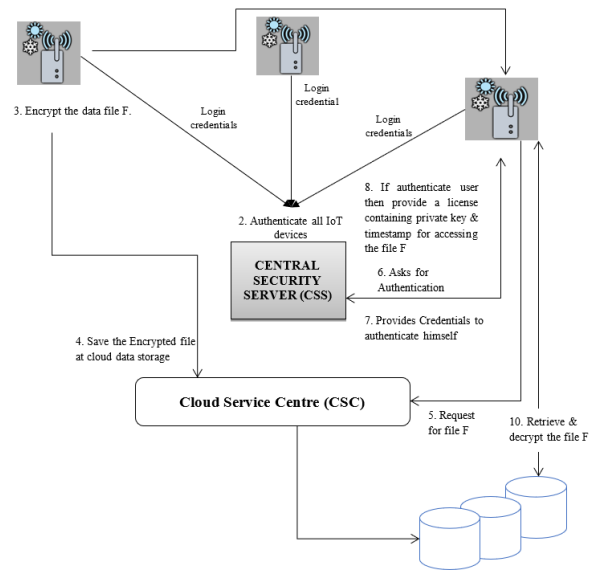 3. Encrypt the data file F.
Login
credentials
Login
credential
Login
credentials
2. Authenticate all IoT
devices
CENTRAL
SECURITY
SERVER (CSS)
8. If authenticate user
then provide a license
containing private key &
timestamp for accessing
the file F
6. Asks for
Authentication
7. Provides Credentials to
authenticate himself
4. Save the Encrypted file
at cloud data storage
Cloud Service Centre (CSC)
5. Request
for file F
10. Retrieve &
decrypt the file F